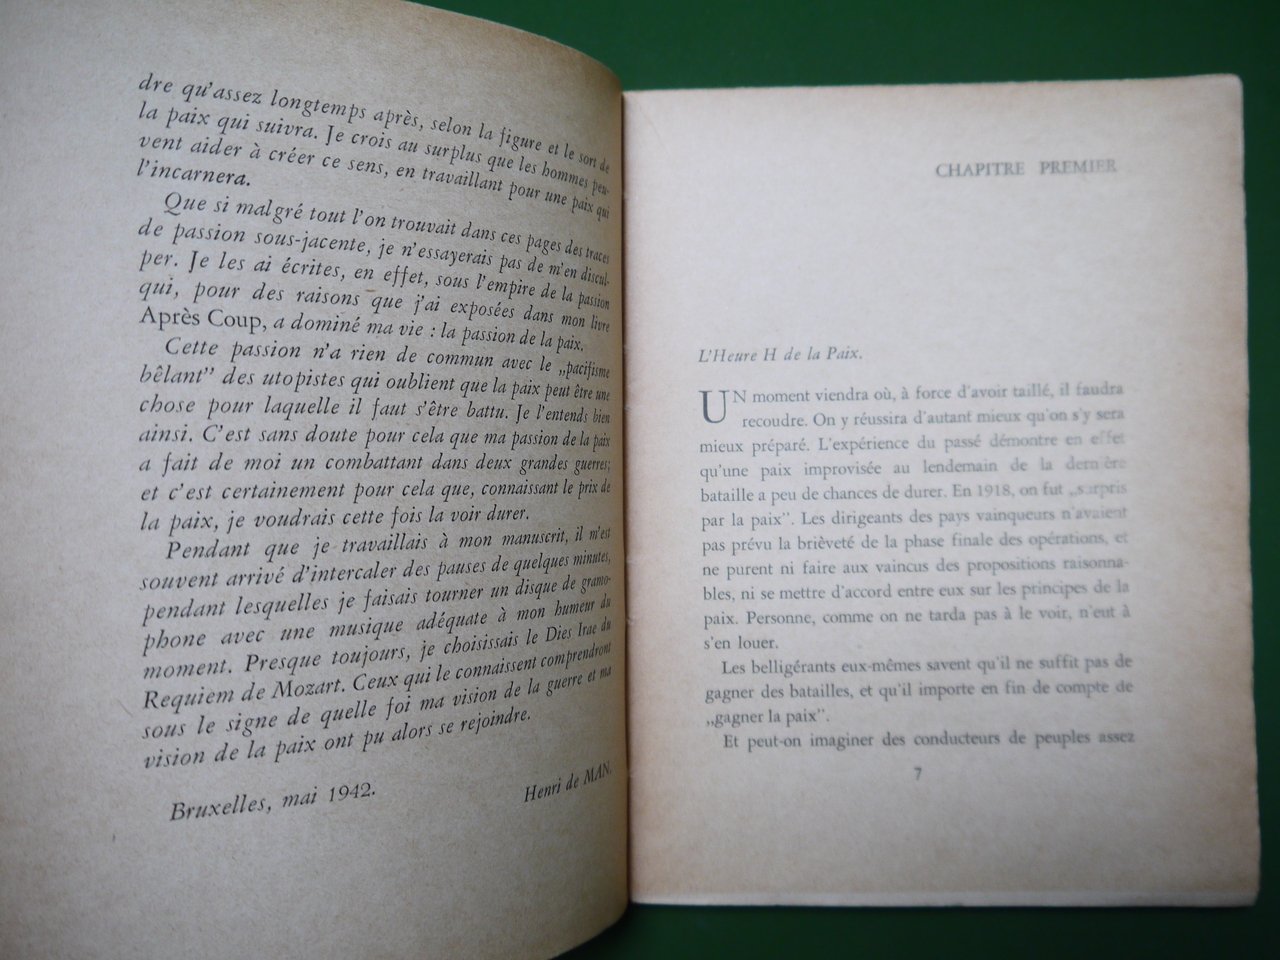 dre qu'assez longtemps après, selon la figure et le sort de
la paix qui suivra. Je crois au surplus que les hommes peu-
vent aider à créer ce sens, en travaillant pour une paix qui
l'incarnera.
Que si malgré tout l'on trouvait dans ces pages des traces
de passion sous-jacente, je n'essayerais pas de m'en discul-
per. Je les ai écrites, en effet, sous l'empire de la passion
qui, pour des raisons que j'ai exposées dans mon livre
Après Coup, a dominé ma vie : la passion de la paix.
Cette passion n'a rien de commun avec le „pacifisme
bêlant” des utopistes qui oublient que la paix peut être une
chose pour laquelle il faut s'être battu. Je l'entends bien
ainsi. C'est sans doute pour cela que ma passion de la paix
a fait de moi un combattant dans deux grandes guerres;
et c'est certainement pour cela que, connaissant le prix de
la paix, je voudrais cette fois la voir durer.
Pendant que je travaillais à mon manuscrit, il m'est
souvent arrivé d'intercaler des pauses de quelques minutes,
pendant lesquelles je faisais tourner un disque de gramo-
phone avec une musique adéquate à mon humeur du
moment. Presque toujours, je choisissais le Dies Irae du
Requiem de Mozart. Ceux qui le connaissent comprendront
sous le signe de quelle foi ma vision de la guerre et ma
vision de la paix ont pu alors se rejoindre.
Bruxelles, mai 1942.
Henri de MAN.
CHAPITRE PREMIER
L'Heure H de la Paix.
UN moment viendra où, à force d'avoir taillé, il faudra
recoudre. On y réussira d'autant mieux qu'on s'y sera
mieux préparé. L'expérience du passé démontre en effet
qu'une paix improvisée au lendemain de la dernière
bataille a peu de chances de durer. En 1918, on fut „surpris
par la paix”. Les dirigeants des pays vainqueurs n'avaient
pas prévu la brièveté de la phase finale des opérations, et
ne purent ni faire aux vaincus des propositions raisonna-
bles, ni se mettre d'accord entre eux sur les principes de la
paix. Personne, comme on ne tarda pas à le voir, n'eut à
s'en louer.
Les belligérants eux-mêmes savent qu'il ne suffit pas de
gagner des batailles, et qu'il importe en fin de compte de
„gagner la paix”.
Et peut-on imaginer des conducteurs de peuples assez
7